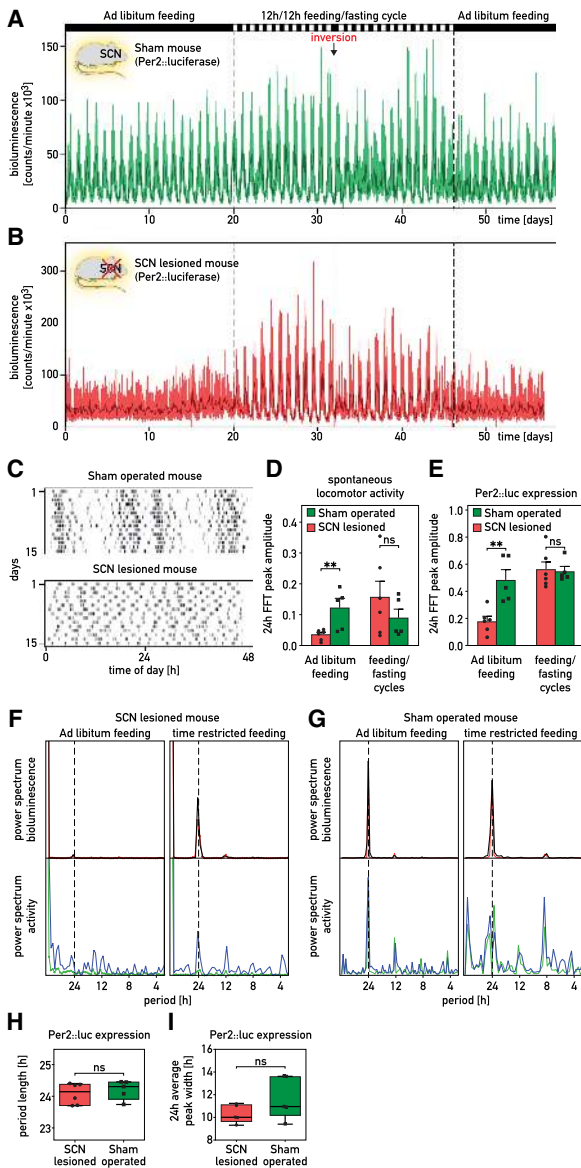 A
Ad libitum feeding
12h/12h feeding/fasting cycle
Ad libitum feeding
inversion
SCN
Sham mouse
(Per2::luciferase)
bioluminescence
[counts/minute x10³]
150
100
50
0
0
10
20
30
40
50
time [days]
B
SCN
SCN lesioned mouse
(Per2::luciferase)
bioluminescence
[counts/minute x10³]
300
200
100
0
0
10
20
30
40
50
time [days]
C
Sham operated mouse
1
15
days
SCN lesioned mouse
1
15
0
24
48
time of day [h]
D
spontaneous
locomotor activity
Sham operated
SCN lesioned
24h FFT peak amplitude
0.4
0.3
0.2
0.1
0.0
**
ns
Ad libitum
feeding
feeding/
fasting
cycles
E
Per2::luc expression
Sham operated
SCN lesioned
24h FFT peak amplitude
1.0
0.8
0.6
0.4
0.2
0.0
**
ns
Ad libitum
feeding
feeding/
fasting
cycles
F
SCN lesioned mouse
Ad libitum feeding
time restricted feeding
power spectrum
bioluminescence
power spectrum
activity
24 12 8 4
24 12 8 4
period [h]
G
Sham operated mouse
Ad libitum feeding
time restricted feeding
power spectrum
bioluminescence
power spectrum
activity
24 12 8 4
24 12 8 4
period [h]
H
Per2::luc expression
period length [h]
25
24
23
ns
SCN
lesioned
Sham
operated
I
Per2::luc expression
24h average
peak width [h]
16
14
12
10
8
ns
SCN
lesioned
Sham
operated